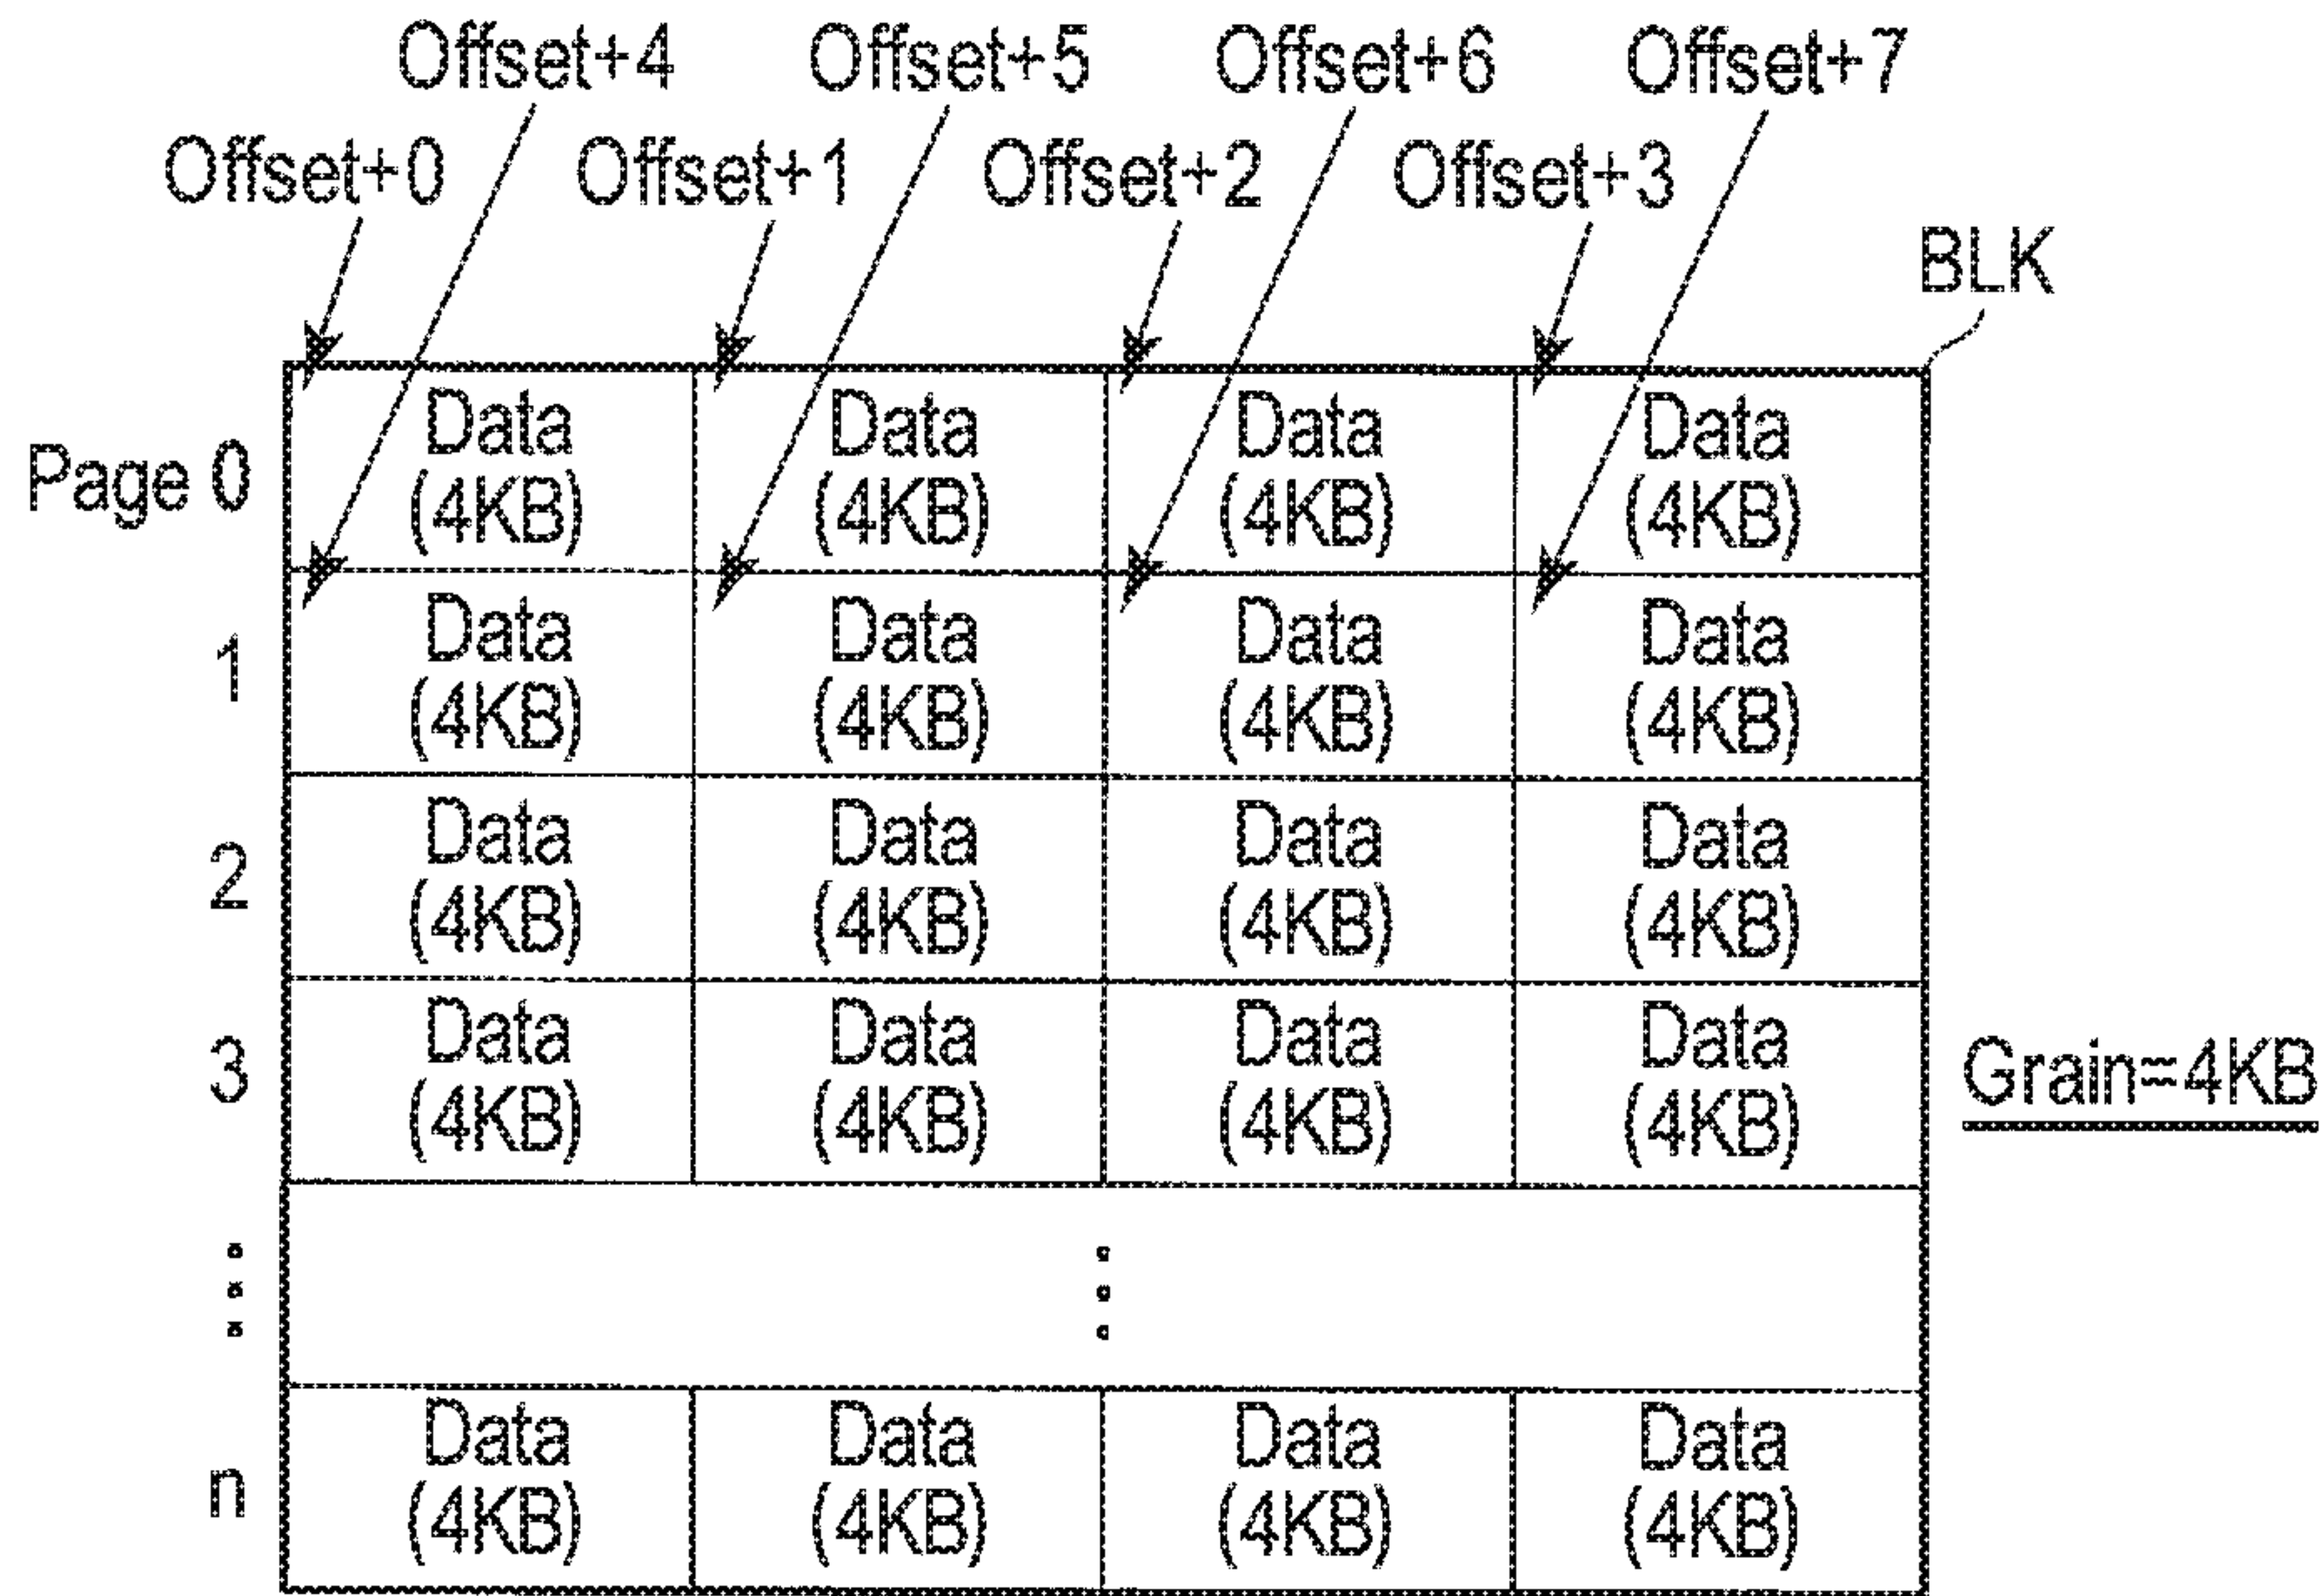 Offset+4 Offset+5 Offset+6 Offset+7
Offset+0 Offset+1 Offset+2 Offset+3
BLK
Page 0 Data (4KB) Data (4KB) Data (4KB) Data (4KB)
1 Data (4KB) Data (4KB) Data (4KB) Data (4KB)
2 Data (4KB) Data (4KB) Data (4KB) Data (4KB)
3 Data (4KB) Data (4KB) Data (4KB) Data (4KB)
Grain=4KB
n Data (4KB) Data (4KB) Data (4KB) Data (4KB)